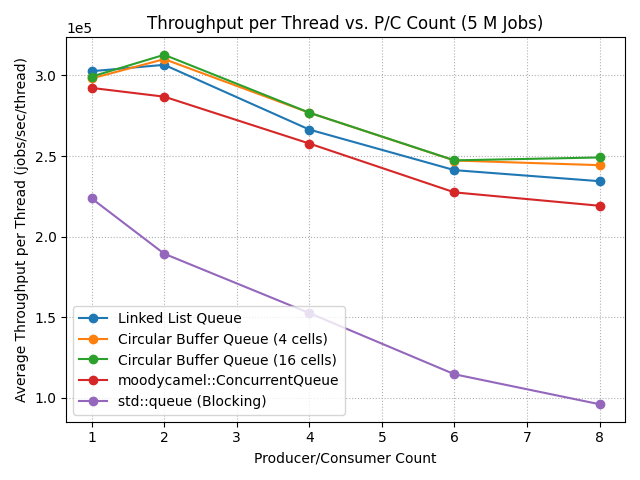 Throughput per Thread vs. P/C Count (5 M Jobs)
1e5
Average Throughput per Thread (jobs/sec/thread)
3.0
2.5
2.0
1.5
1.0
Linked List Queue
Circular Buffer Queue (4 cells)
Circular Buffer Queue (16 cells)
moodycamel::ConcurrentQueue
std::queue (Blocking)
1 2 3 4 5 6 7 8
Producer/Consumer Count